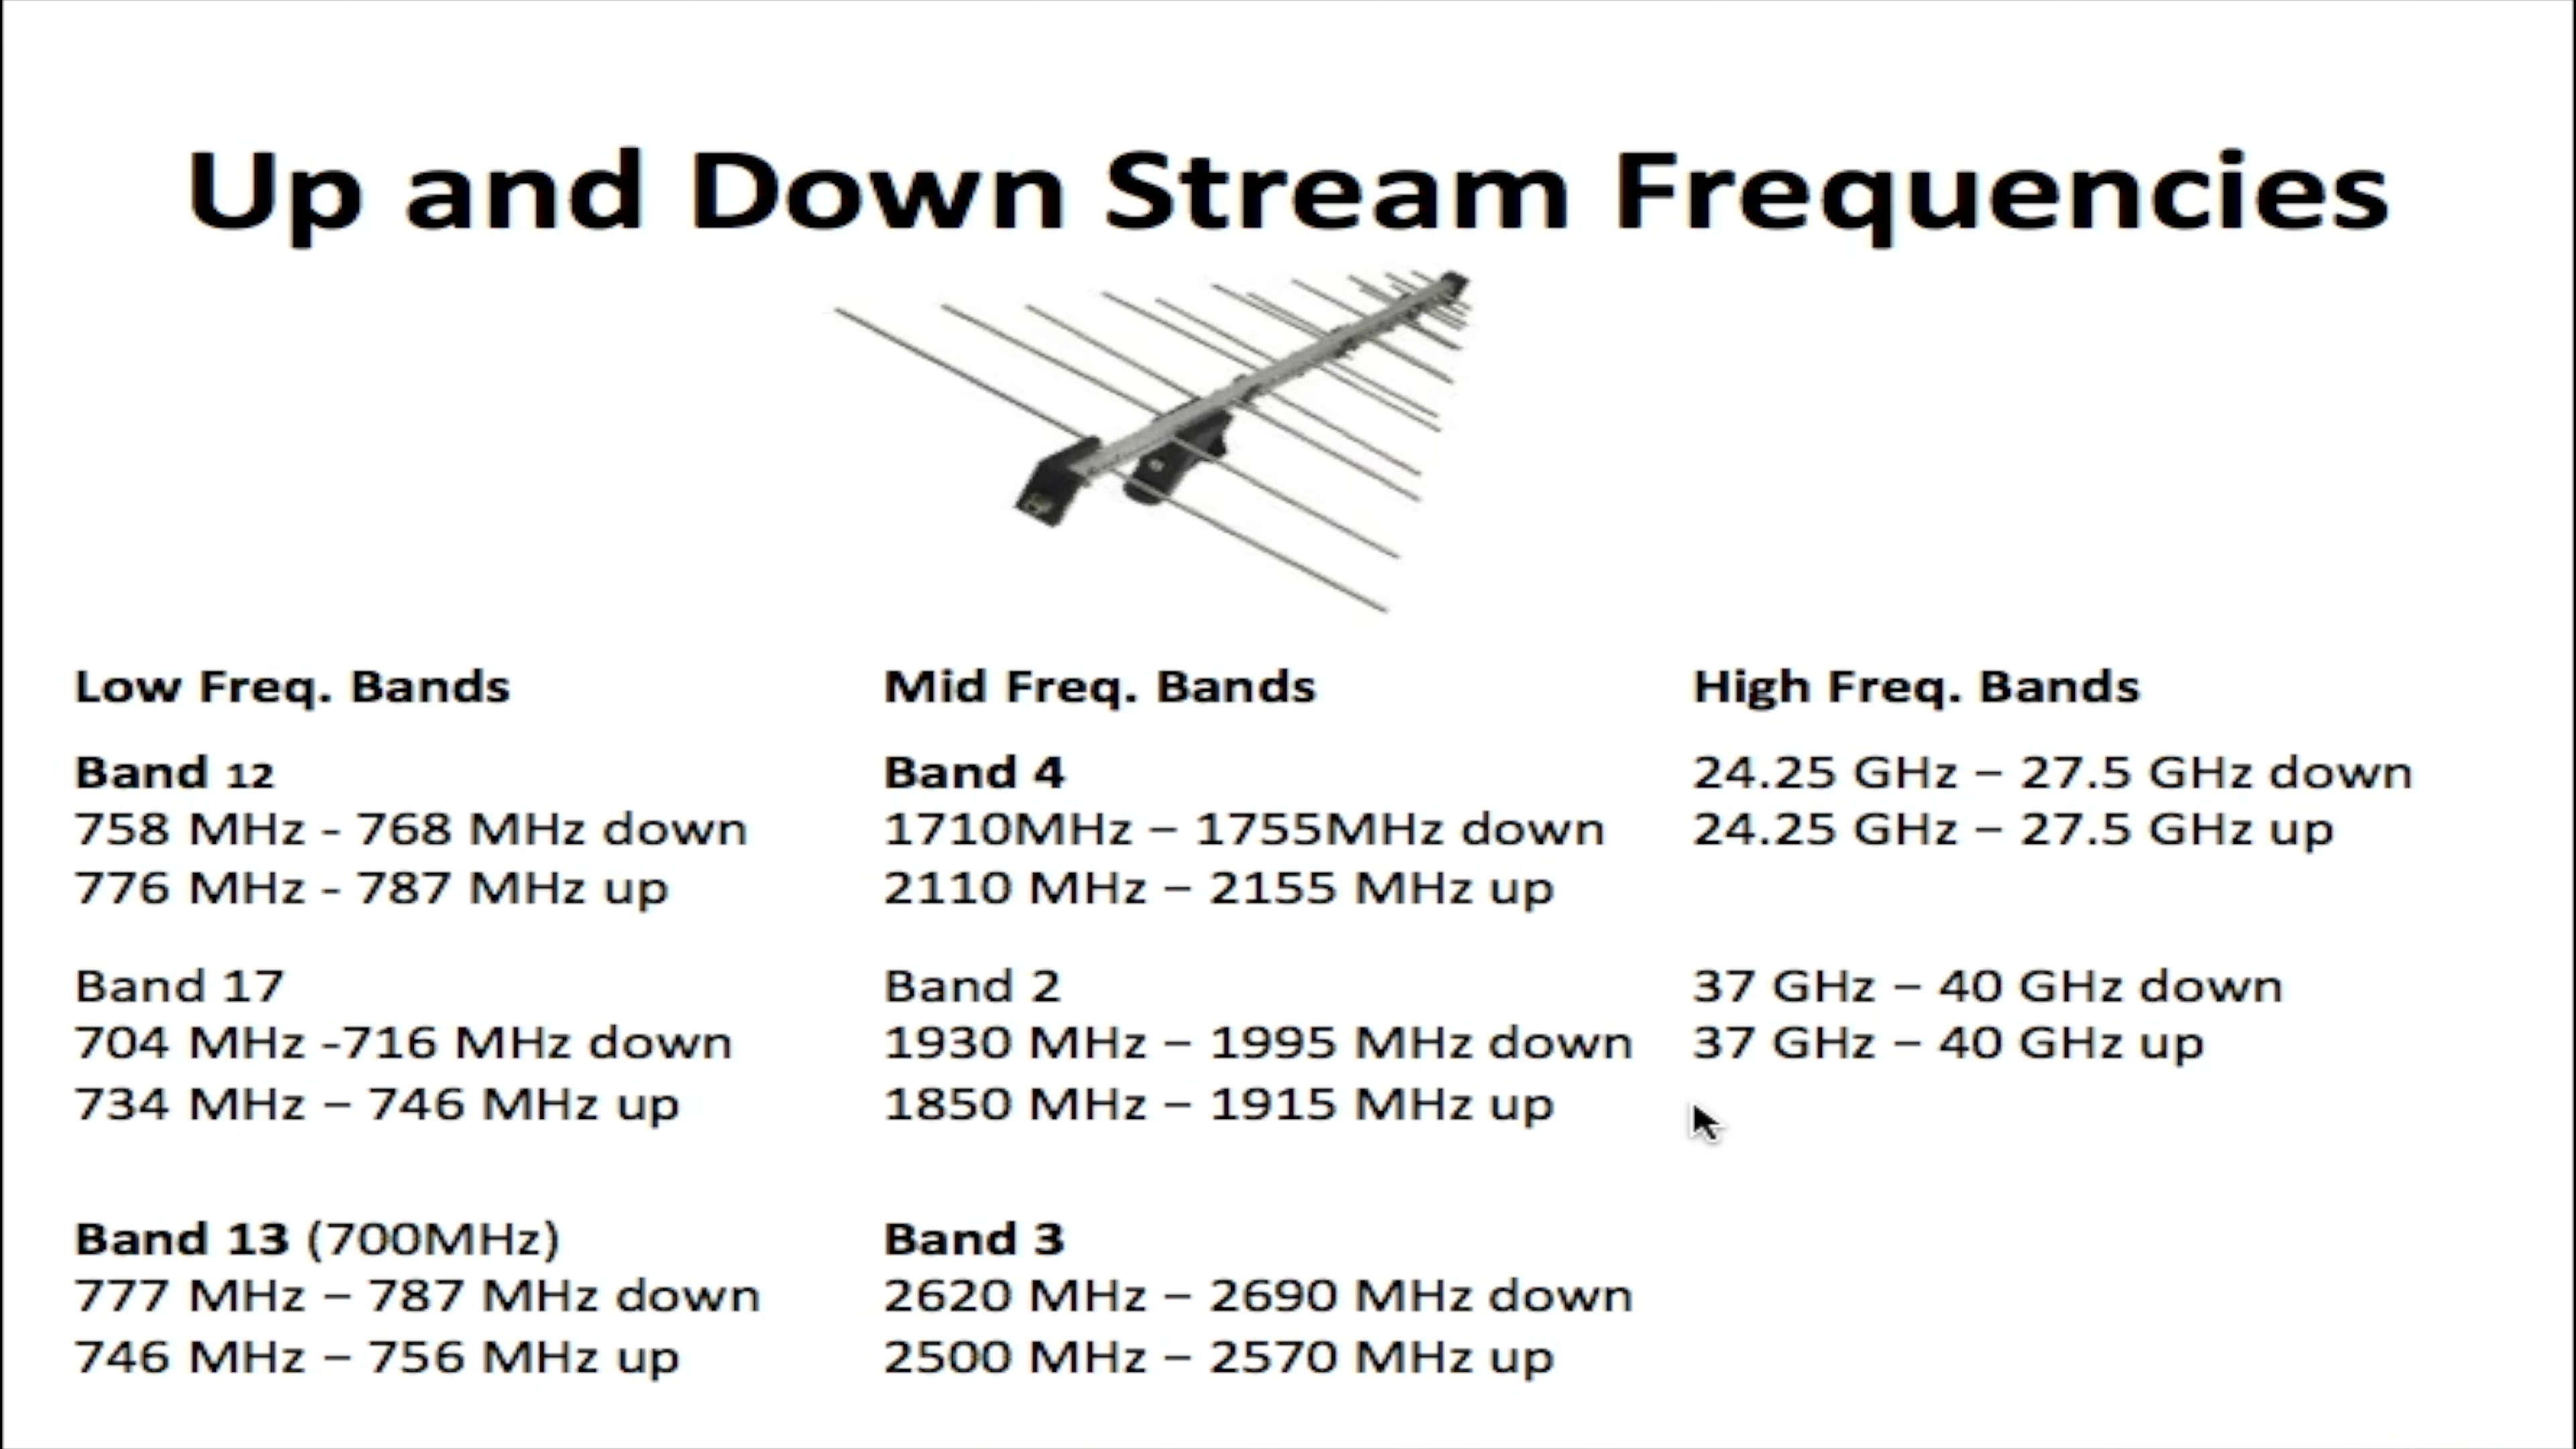 Up and Down Stream Frequencies
Low Freq. Bands
Band 12
758 MHz - 768 MHz down
776 MHz - 787 MHz up
Band 17
704 MHz -716 MHz down
734 MHz – 746 MHz up
Band 13 (700MHz)
777 MHz – 787 MHz down
746 MHz – 756 MHz up
Mid Freq. Bands
Band 4
1710MHz – 1755MHz down
2110 MHz – 2155 MHz up
Band 2
1930 MHz – 1995 MHz down
1850 MHz – 1915 MHz up
Band 3
2620 MHz – 2690 MHz down
2500 MHz – 2570 MHz up
High Freq. Bands
24.25 GHz – 27.5 GHz down
24.25 GHz – 27.5 GHz up
37 GHz – 40 GHz down
37 GHz – 40 GHz up